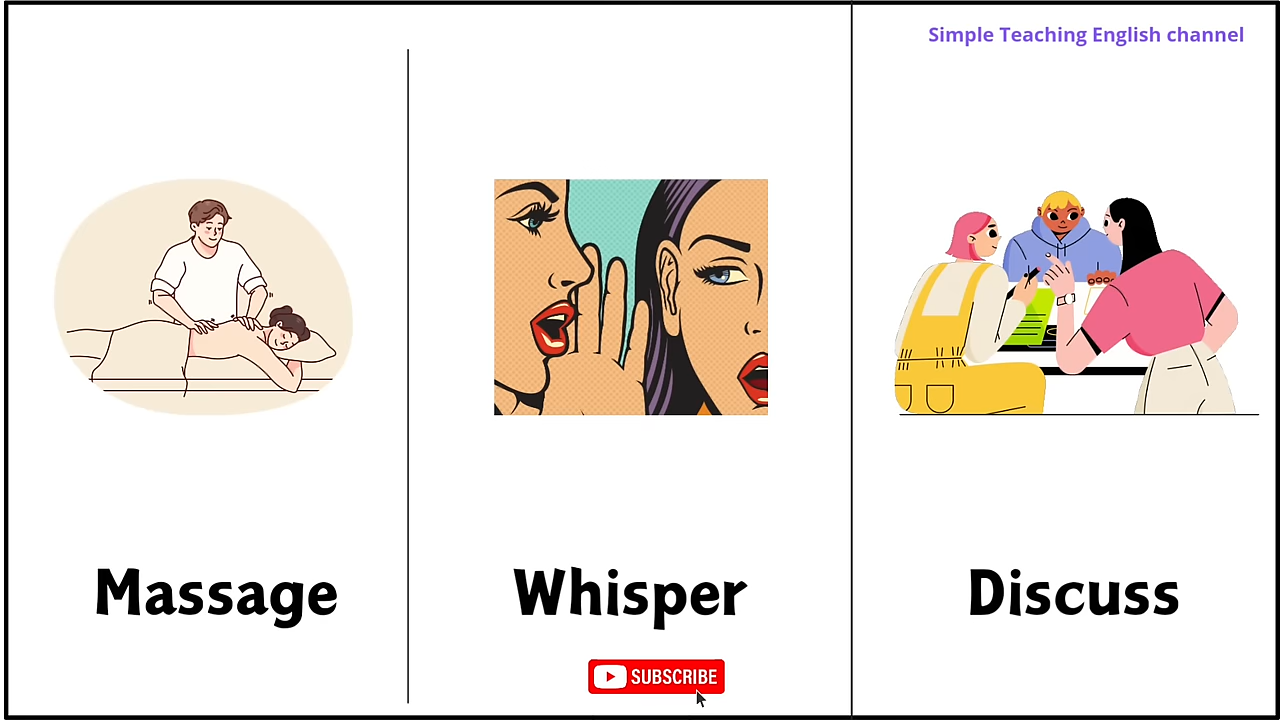 Simple Teaching English channel
Massage
Whisper
Discuss
SUBSCRIBE